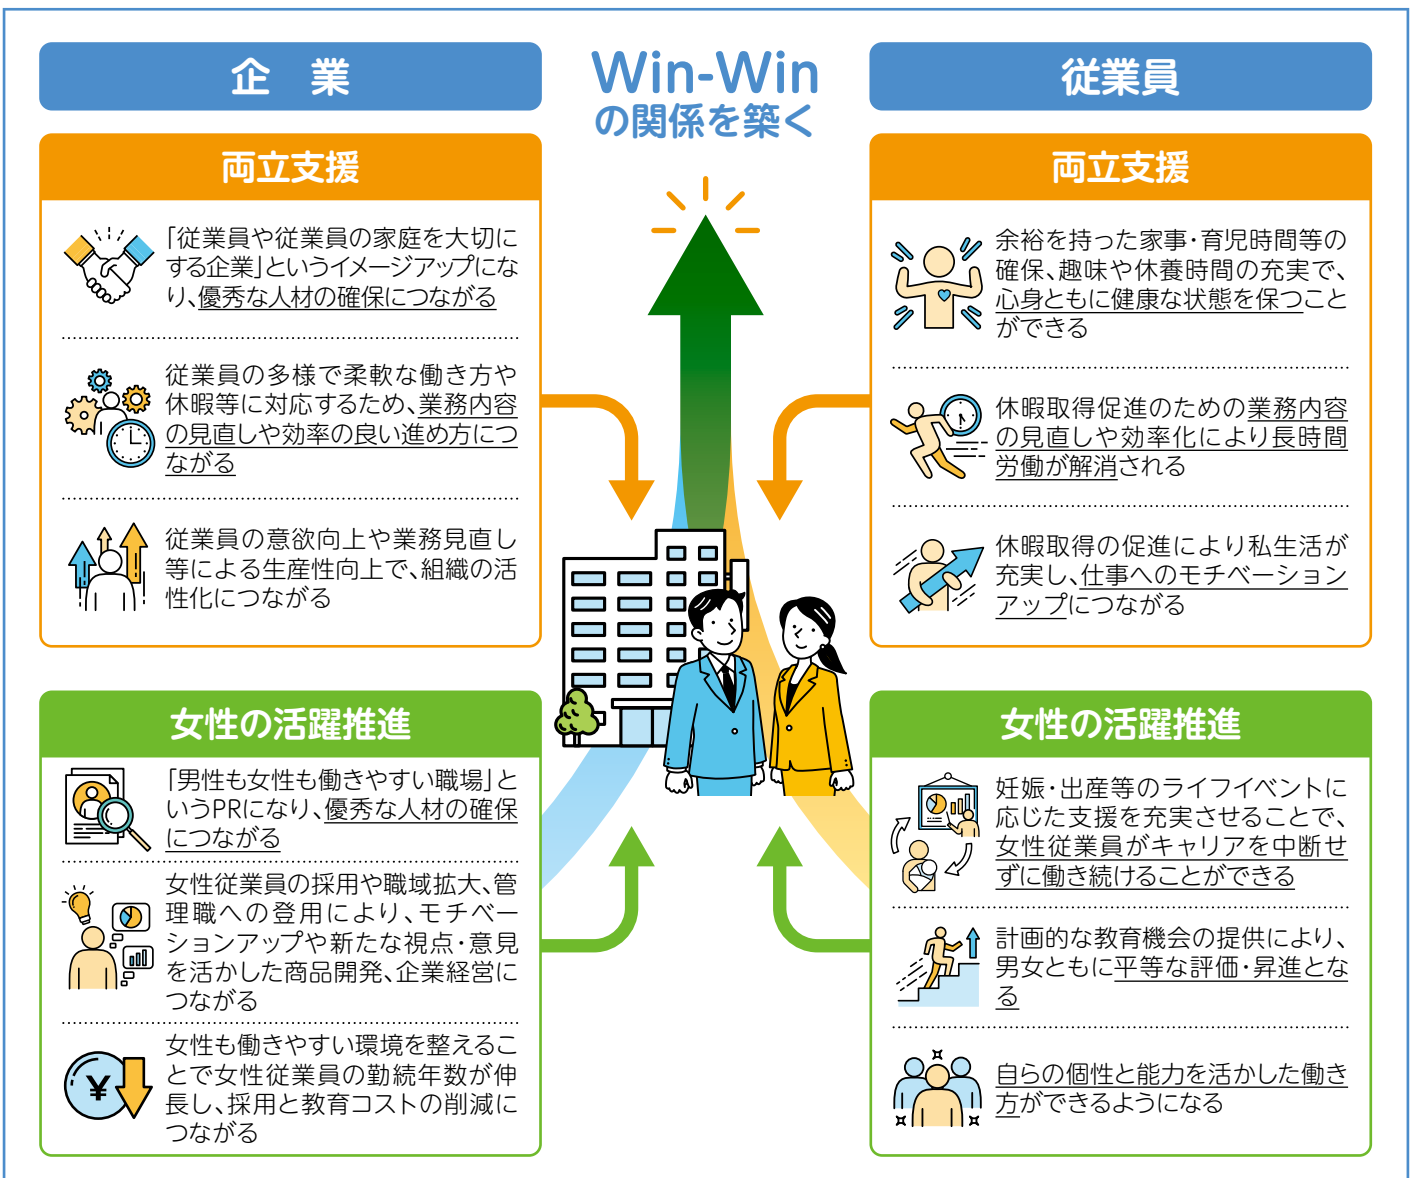 企 業
Win-Win
の関係を築く
従業員
両立支援
「従業員や従業員の家庭を大切に
する企業」というイメージアップにな
り、優秀な人材の確保につながる
従業員の多様で柔軟な働き方や
休暇等に対応するため、業務内容
の見直しや効率の良い進め方につ
ながる
従業員の意欲向上や業務見直し
等による生産性向上で、組織の活
性化につながる
両立支援
余裕を持った家事・育児時間等の
確保、趣味や休養時間の充実で、
心身ともに健康な状態を保つこと
ができる
休暇取得促進のための業務内容
の見直しや効率化により長時間
労働が解消される
休暇取得の促進により私生活が
充実し、仕事へのモチベーション
アップにつながる
女性の活躍推進
「男性も女性も働きやすい職場」と
いうPRになり、優秀な人材の確保
につながる
女性従業員の採用や職域拡大、管
理職への登用により、モチベー
ションアップや新たな視点・意見
を活かした商品開発、企業経営に
つながる
¥
女性も働きやすい環境を整えるこ
とで女性従業員の勤続年数が伸
長し、採用と教育コストの削減に
つながる
女性の活躍推進
妊娠・出産等のライフイベントに
応じた支援を充実させることで、
女性従業員がキャリアを中断せ
ずに働き続けることができる
計画的な教育機会の提供により、
男女ともに平等な評価・昇進とな
る
自らの個性と能力を活かした働き
方ができるようになる